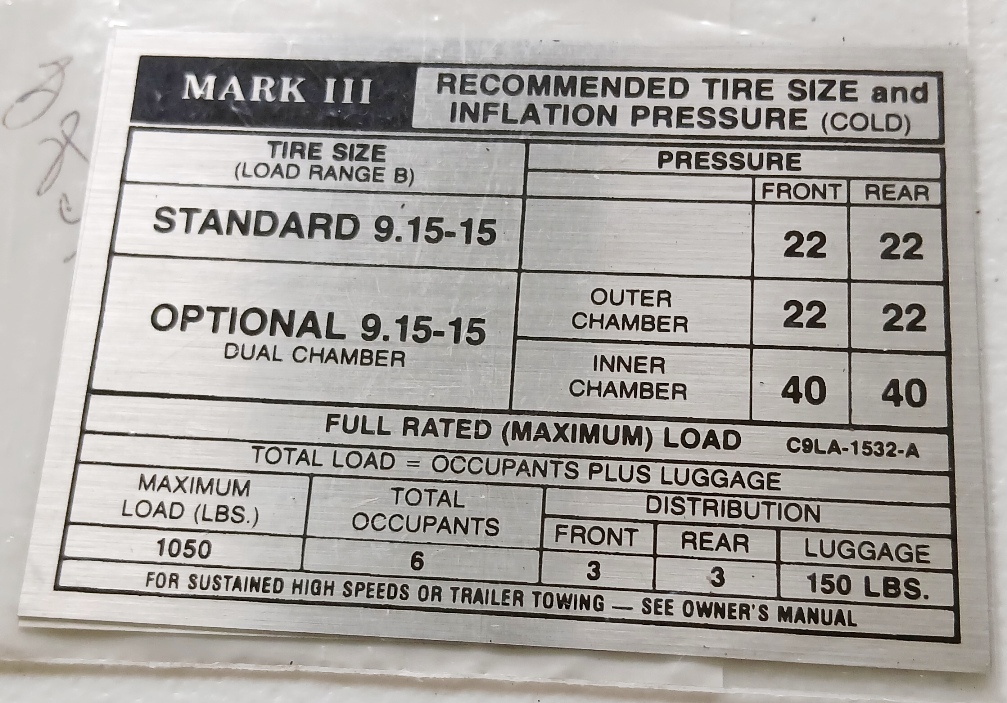 MARK III
RECOMMENDED TIRE SIZE and
INFLATION PRESSURE (COLD)
TIRE SIZE
(LOAD RANGE B)
PRESSURE
FRONT REAR
STANDARD 9.15-15
22 22
OPTIONAL 9.15-15
DUAL CHAMBER
OUTER
CHAMBER
22 22
INNER
CHAMBER
40 40
FULL RATED (MAXIMUM) LOAD C9LA-1532-A
TOTAL LOAD = OCCUPANTS PLUS LUGGAGE
MAXIMUM
LOAD (LBS.)
TOTAL
OCCUPANTS
DISTRIBUTION
FRONT REAR LUGGAGE
1050 6 3 3 150 LBS.
FOR SUSTAINED HIGH SPEEDS OR TRAILER TOWING — SEE OWNER'S MANUAL